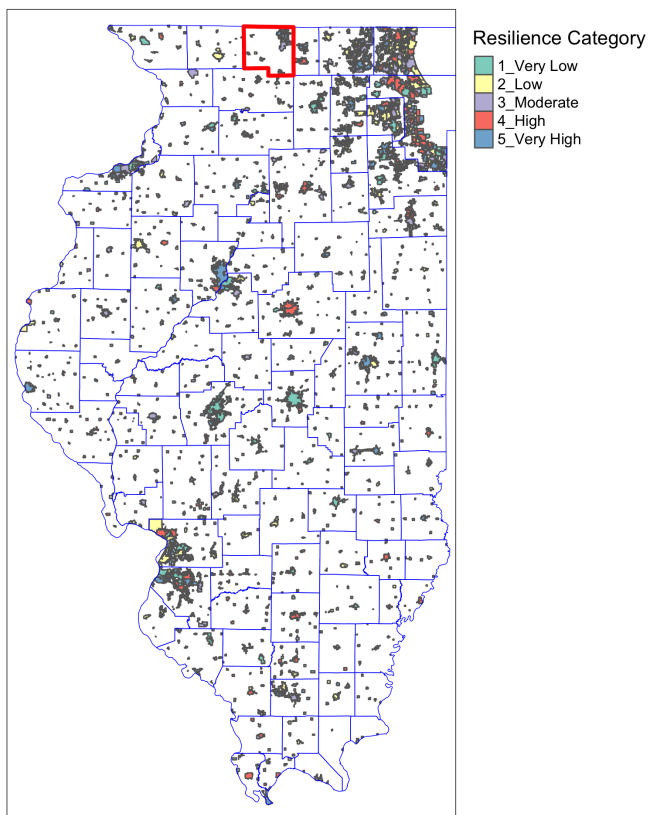 Resilience Category
1_Very Low
2_Low
3_Moderate
4_High
5_Very High